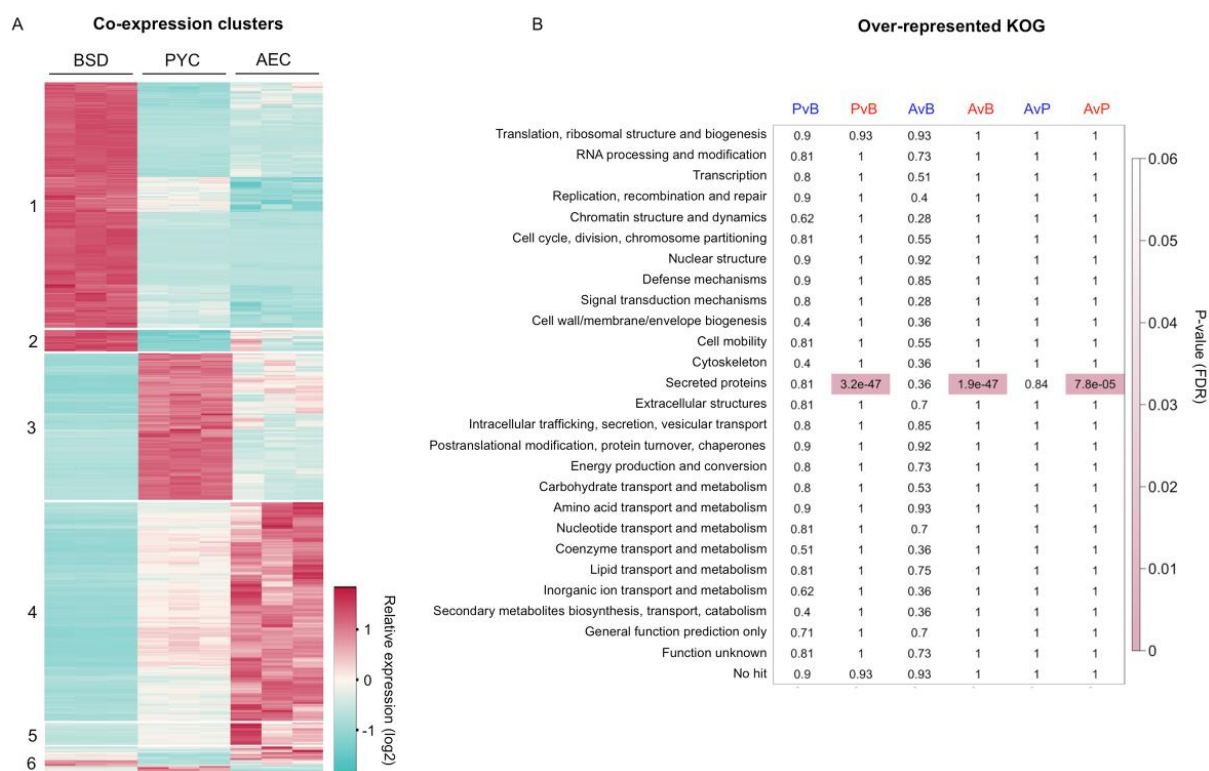 A
Co-expression clusters
BSD PYC AEC
1
2
3
4
5
6
Relative expression (log2)
1
0
-1
B
Over-represented KOG
PvB PvB AvB AvB AvP AvP
Translation, ribosomal structure and biogenesis 0.9 0.93 0.93 1 1 1
RNA processing and modification 0.81 1 0.73 1 1 1
Transcription 0.8 1 0.51 1 1 1
Replication, recombination and repair 0.9 1 0.4 1 1 1
Chromatin structure and dynamics 0.62 1 0.28 1 1 1
Cell cycle, division, chromosome partitioning 0.81 1 0.55 1 1 1
Nuclear structure 0.9 1 0.92 1 1 1
Defense mechanisms 0.9 1 0.85 1 1 1
Signal transduction mechanisms 0.8 1 0.28 1 1 1
Cell wall/membrane/envelope biogenesis 0.4 1 0.36 1 1 1
Cell mobility 0.81 1 0.55 1 1 1
Cytoskeleton 0.4 1 0.36 1 1 1
Secreted proteins 0.81 3.2e-47 0.36 1.9e-47 0.84 7.8e-05
Extracellular structures 0.81 1 0.7 1 1 1
Intracellular trafficking, secretion, vesicular transport 0.8 1 0.85 1 1 1
Postranslational modification, protein turnover, chaperones 0.9 1 0.92 1 1 1
Energy production and conversion 0.8 1 0.73 1 1 1
Carbohydrate transport and metabolism 0.8 1 0.53 1 1 1
Amino acid transport and metabolism 0.9 1 0.93 1 1 1
Nucleotide transport and metabolism 0.81 1 0.7 1 1 1
Coenzyme transport and metabolism 0.51 1 0.36 1 1 1
Lipid transport and metabolism 0.81 1 0.75 1 1 1
Inorganic ion transport and metabolism 0.62 1 0.36 1 1 1
Secondary metabolites biosynthesis, transport, catabolism 0.4 1 0.36 1 1 1
General function prediction only 0.71 1 0.7 1 1 1
Function unknown 0.81 1 0.73 1 1 1
No hit 0.9 0.93 0.93 1 1 1
0.06
0.05
0.04
0.03
0.02
0.01
0
P-value (FDR)